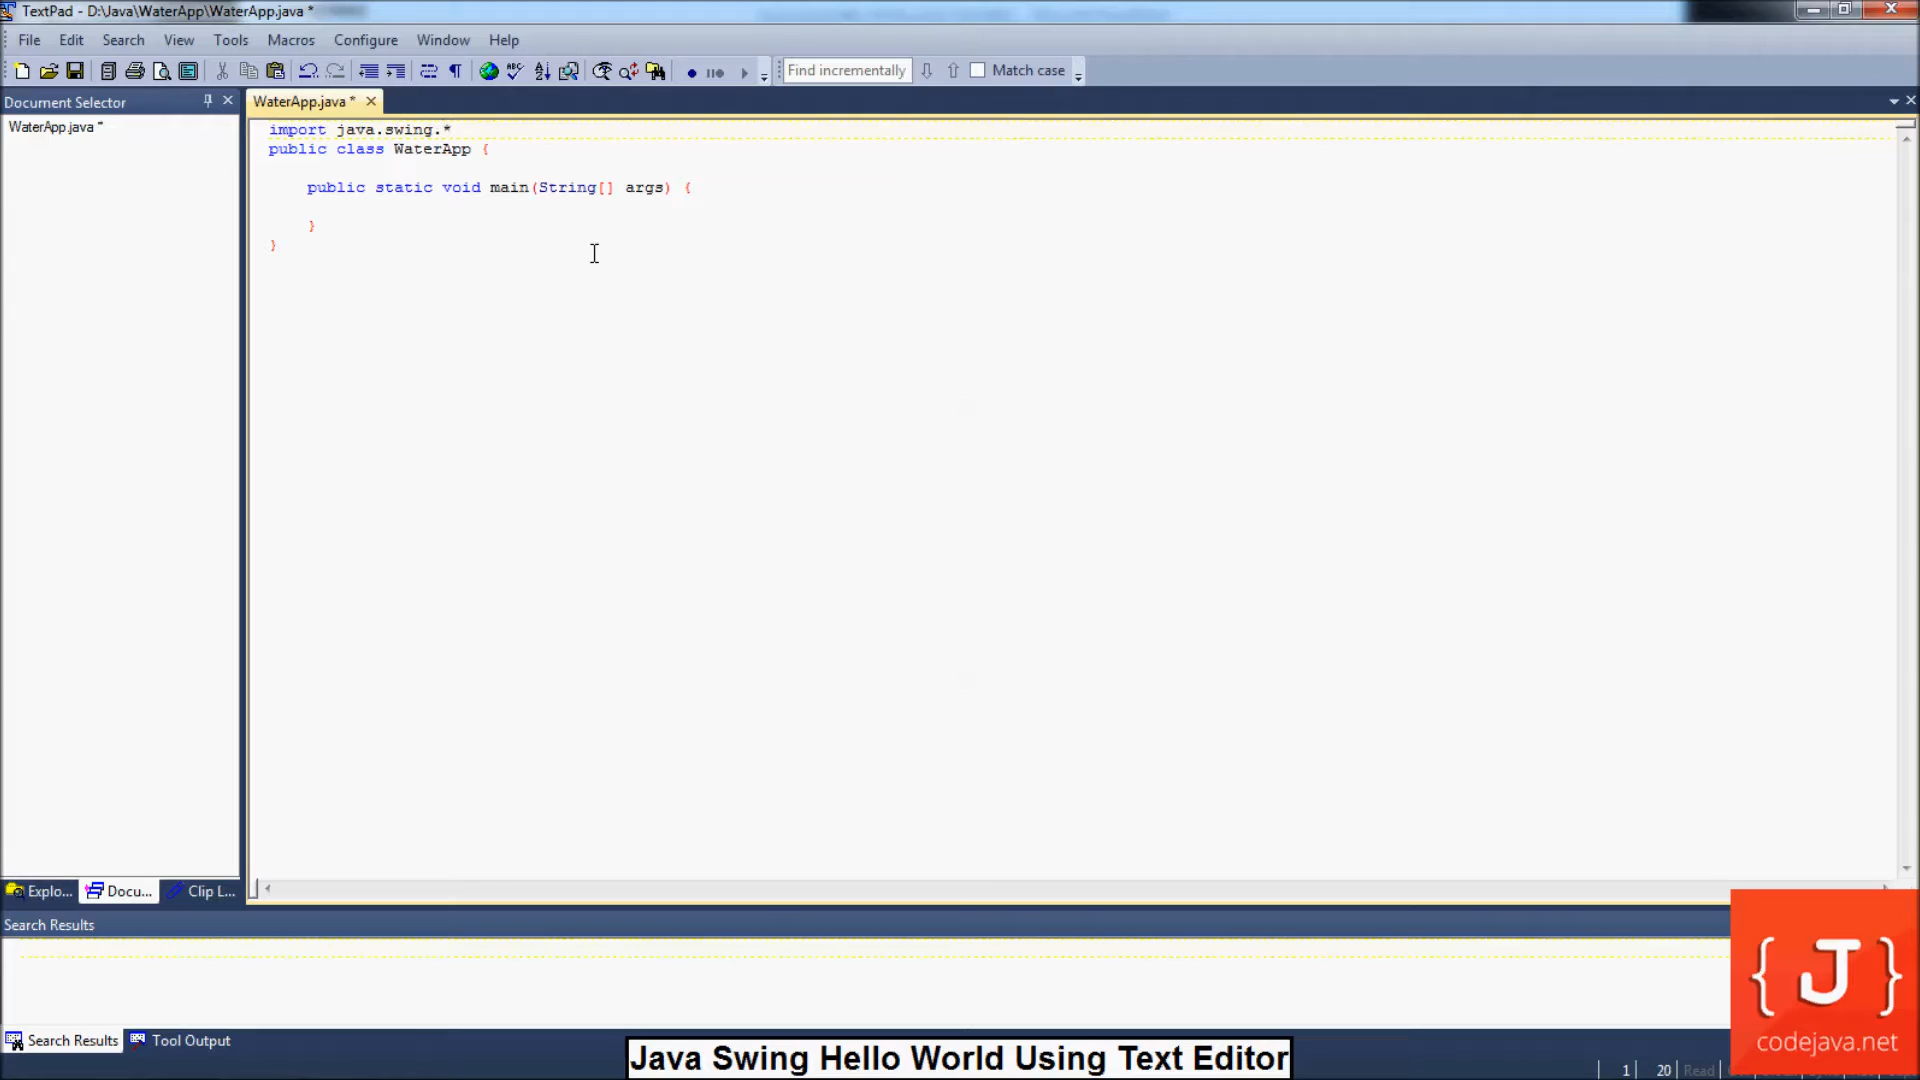 TextPad - D:\Java\WaterApp\WaterApp.java *
File Edit Search View Tools Macros Configure Window Help
Find incrementally Match case
Document Selector
WaterApp.java *
WaterApp.java *
import java.swing.*
public class WaterApp {
public static void main(String[] args) {
}
}
Explo... Docu... Clip L...
Search Results
Search Results Tool Output
Java Swing Hello World Using Text Editor
{ J }
codejava.net
1 20 Read